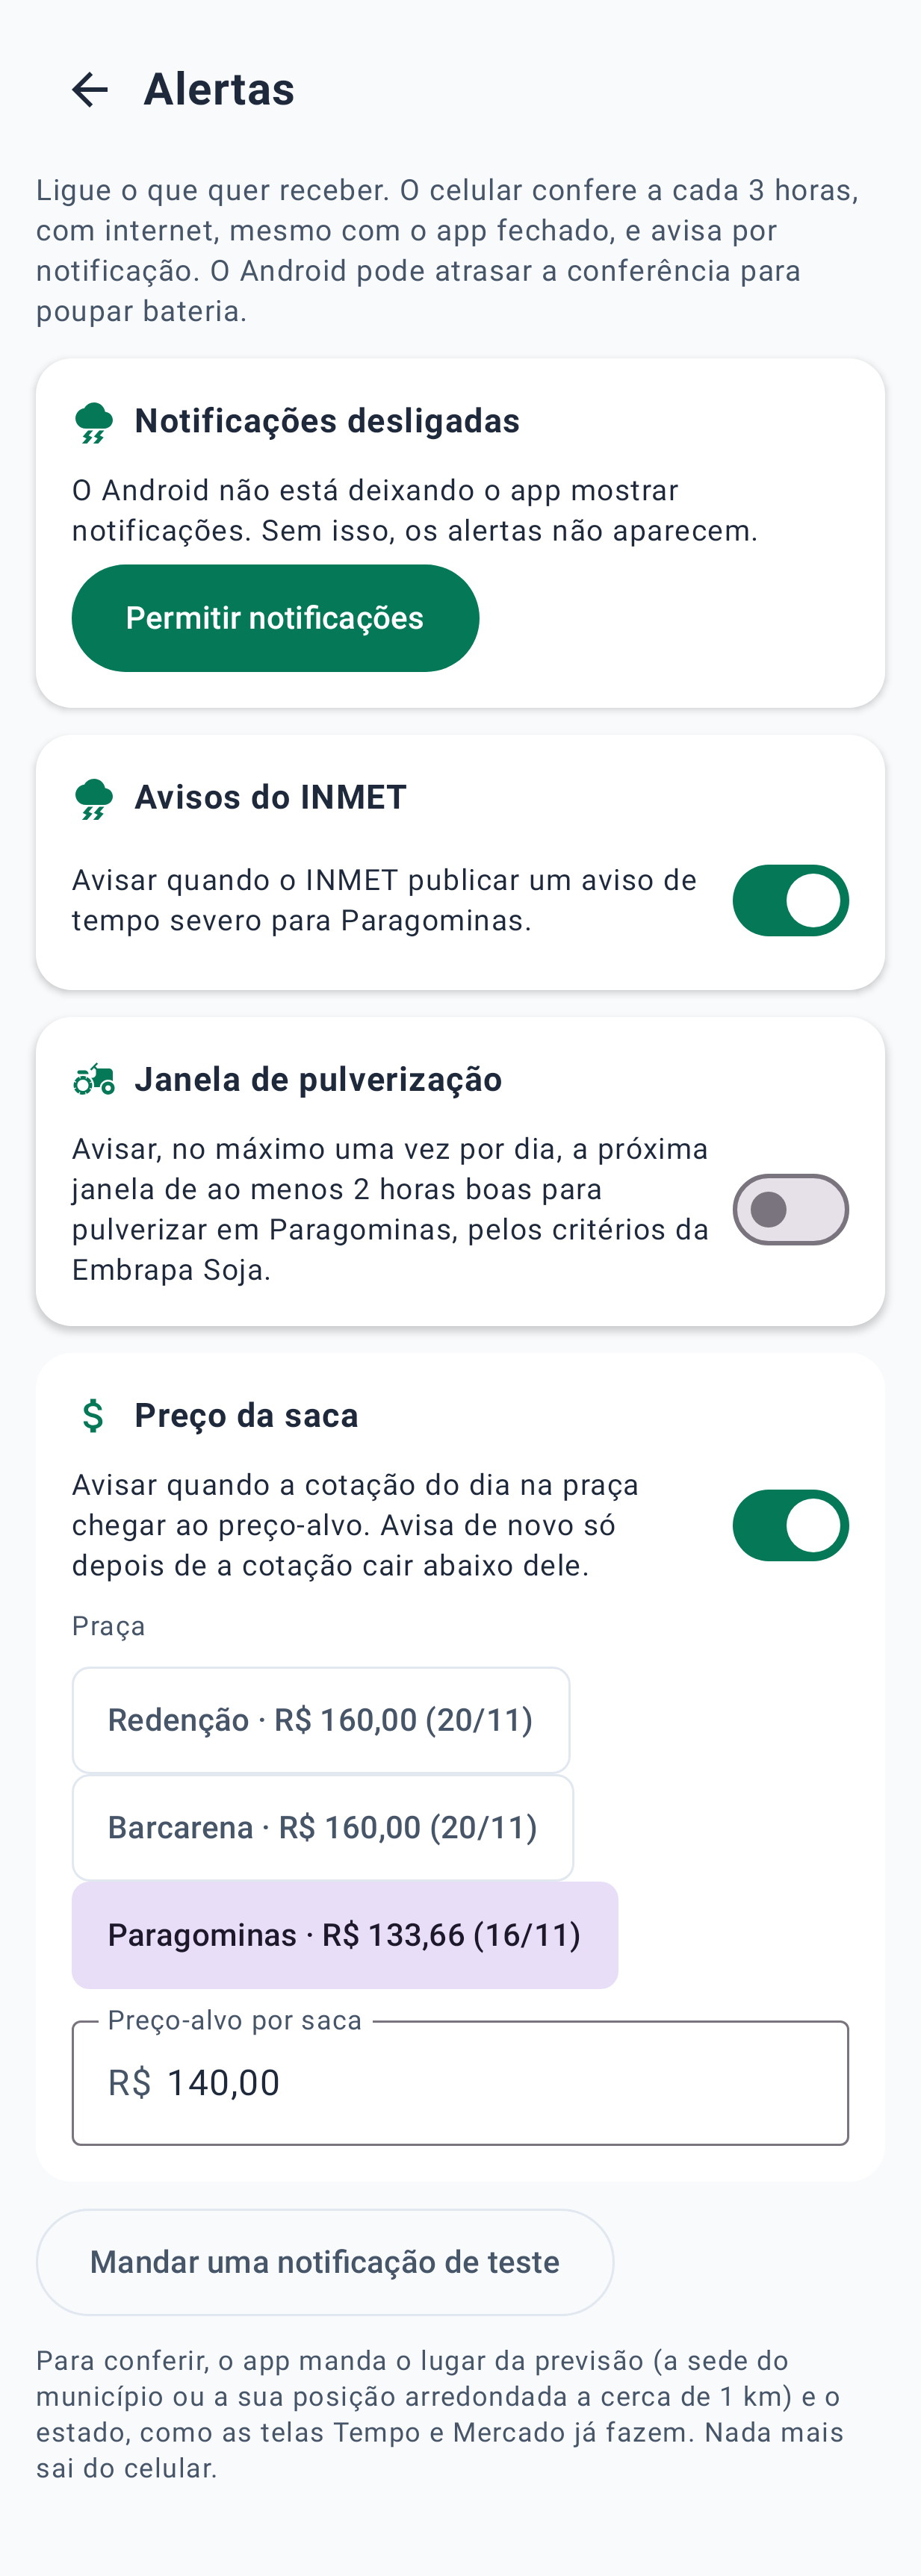 Alertas
Ligue o que quer receber. O celular confere a cada 3 horas,
com internet, mesmo com o app fechado, e avisa por
notificação. O Android pode atrasar a conferência para
poupar bateria.
Notificações desligadas
O Android não está deixando o app mostrar
notificações. Sem isso, os alertas não aparecem.
Permitir notificações
Avisos do INMET
Avisar quando o INMET publicar um aviso de
tempo severo para Paragominas.
Janela de pulverização
Avisar, no máximo uma vez por dia, a próxima
janela de ao menos 2 horas boas para
pulverizar em Paragominas, pelos critérios da
Embrapa Soja.
Preço da saca
Avisar quando a cotação do dia na praça
chegar ao preço-alvo. Avisa de novo só
depois de a cotação cair abaixo dele.
Praça
Redenção · R$ 160,00 (20/11)
Barcarena · R$ 160,00 (20/11)
Paragominas · R$ 133,66 (16/11)
Preço-alvo por saca
R$ 140,00
Mandar uma notificação de teste
Para conferir, o app manda o lugar da previsão (a sede do
município ou a sua posição arredondada a cerca de 1 km) e o
estado, como as telas Tempo e Mercado já fazem. Nada mais
sai do celular.